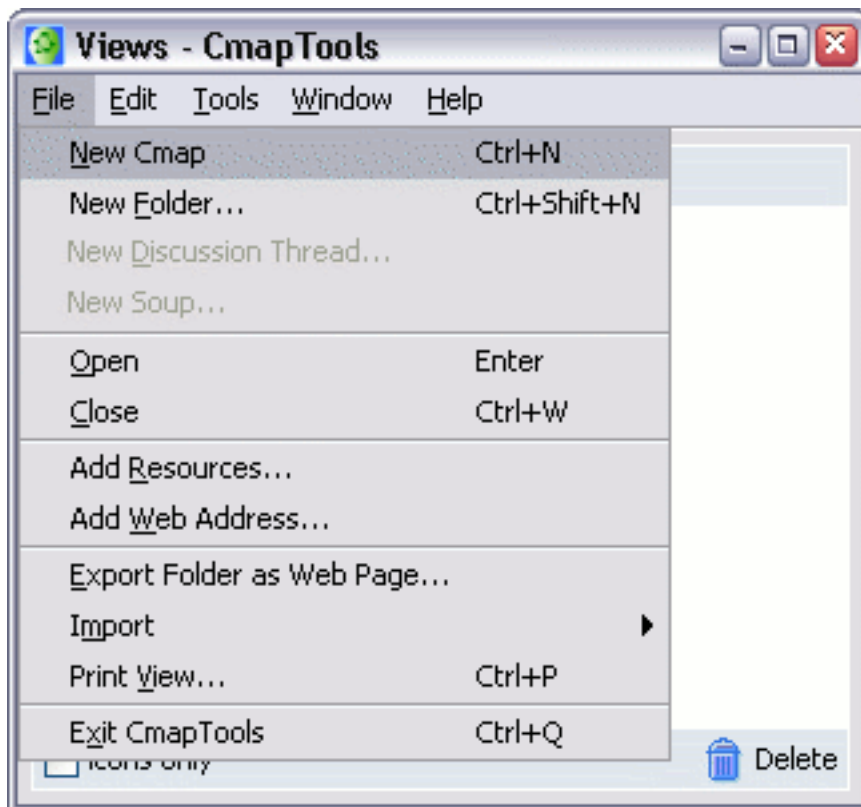 Views - CmapTools
File Edit Tools Window Help
New Cmap Ctrl+N
New Folder... Ctrl+Shift+N
New Discussion Thread...
New Soup...
Open Enter
Close Ctrl+W
Add Resources...
Add Web Address...
Export Folder as Web Page...
Import
Print View... Ctrl+P
Exit CmapTools Ctrl+Q
Icons only Delete